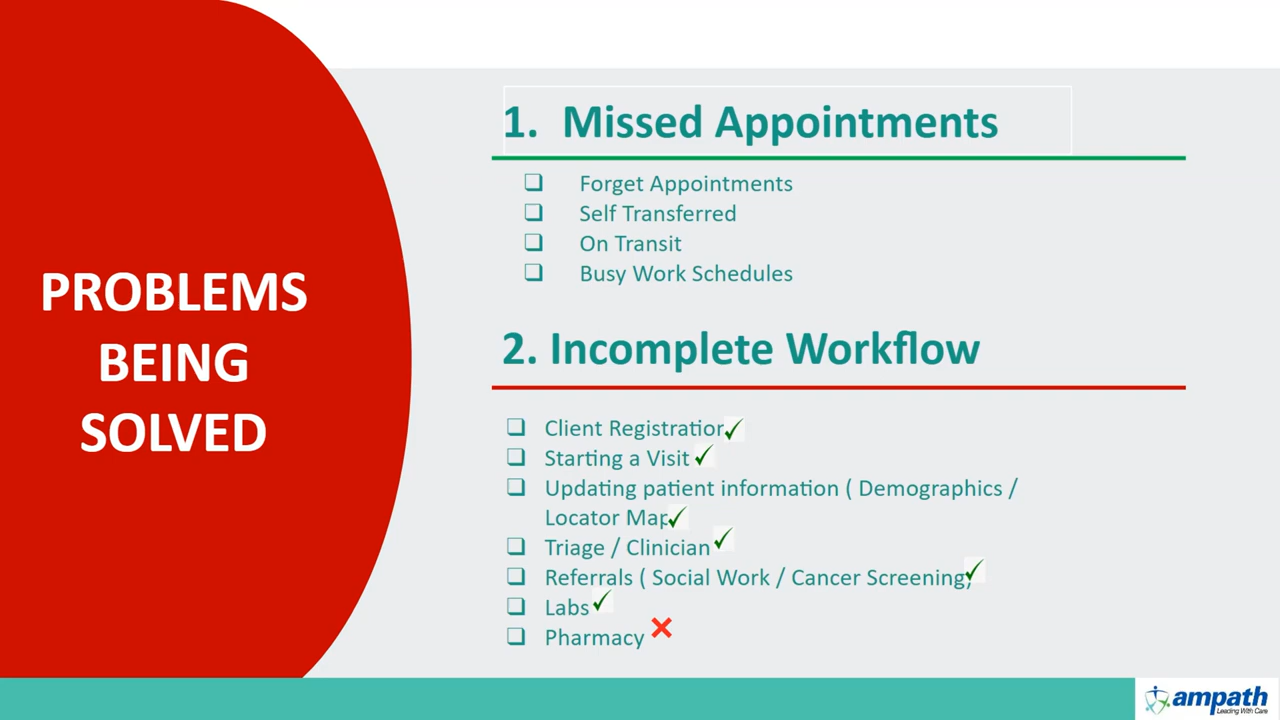 PROBLEMS
BEING
SOLVED
1. Missed Appointments
❑ Forget Appointments
❑ Self Transferred
❑ On Transit
❑ Busy Work Schedules
2. Incomplete Workflow
❑ Client Registration ✓
❑ Starting a Visit ✓
❑ Updating patient information ( Demographics /
Locator Map ✓
❑ Triage / Clinician ✓
❑ Referrals ( Social Work / Cancer Screening) ✓
❑ Labs ✓
❑ Pharmacy ❌
ampath
Leading With Care